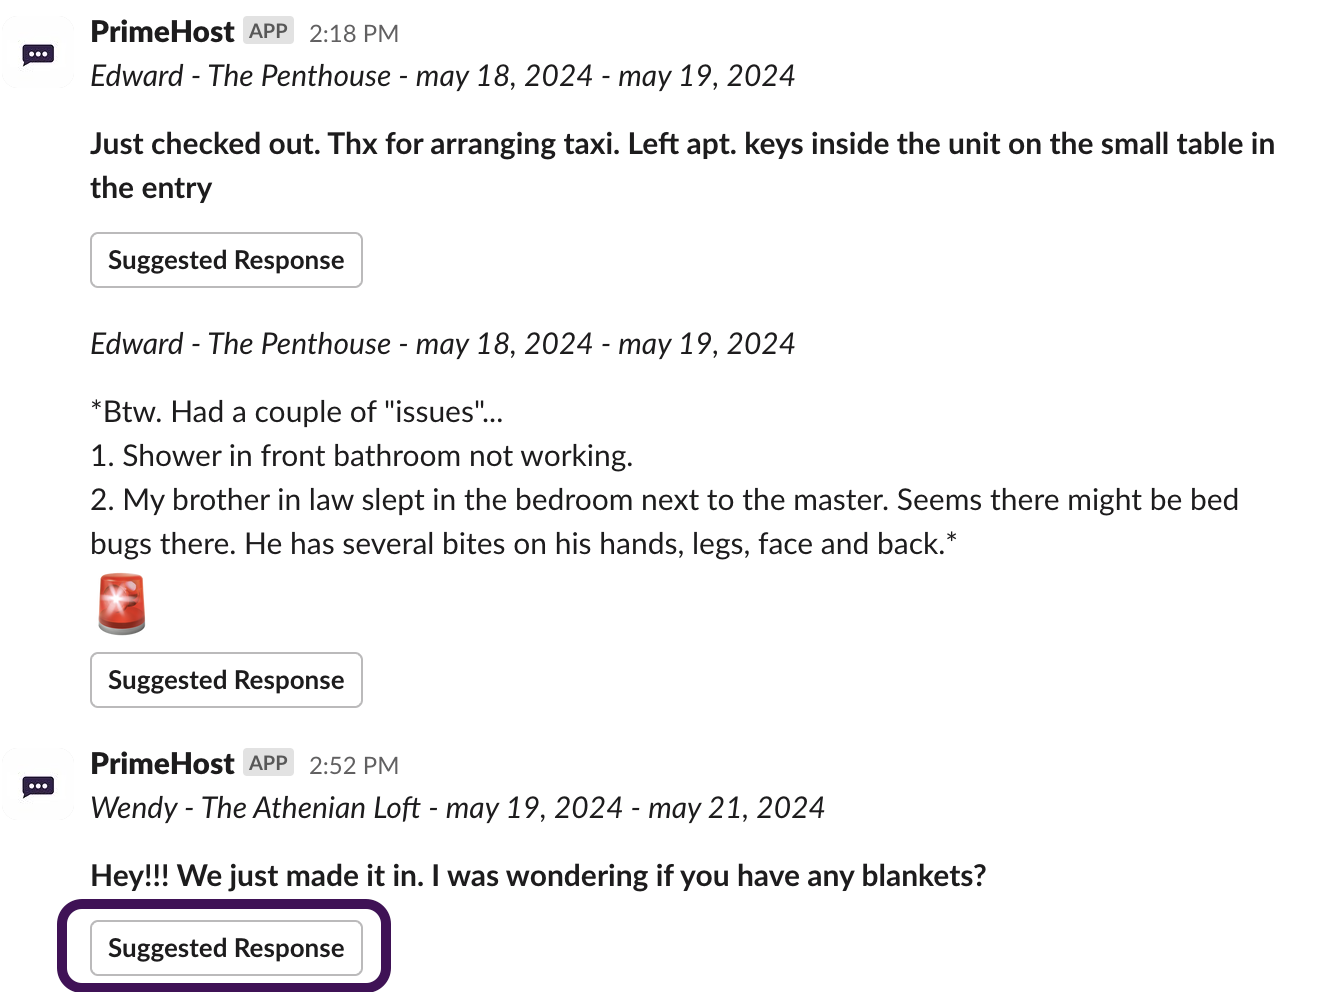 PrimeHost APP 2:18 PM
Edward - The Penthouse - may 18, 2024 - may 19, 2024
Just checked out. Thx for arranging taxi. Left apt. keys inside the unit on the small table in
the entry
Suggested Response
Edward - The Penthouse - may 18, 2024 - may 19, 2024
*Btw. Had a couple of "issues"...
1. Shower in front bathroom not working.
2. My brother in law slept in the bedroom next to the master. Seems there might be bed
bugs there. He has several bites on his hands, legs, face and back.*
Suggested Response
PrimeHost APP 2:52 PM
Wendy - The Athenian Loft - may 19, 2024 - may 21, 2024
Hey!!! We just made it in. I was wondering if you have any blankets?
Suggested Response